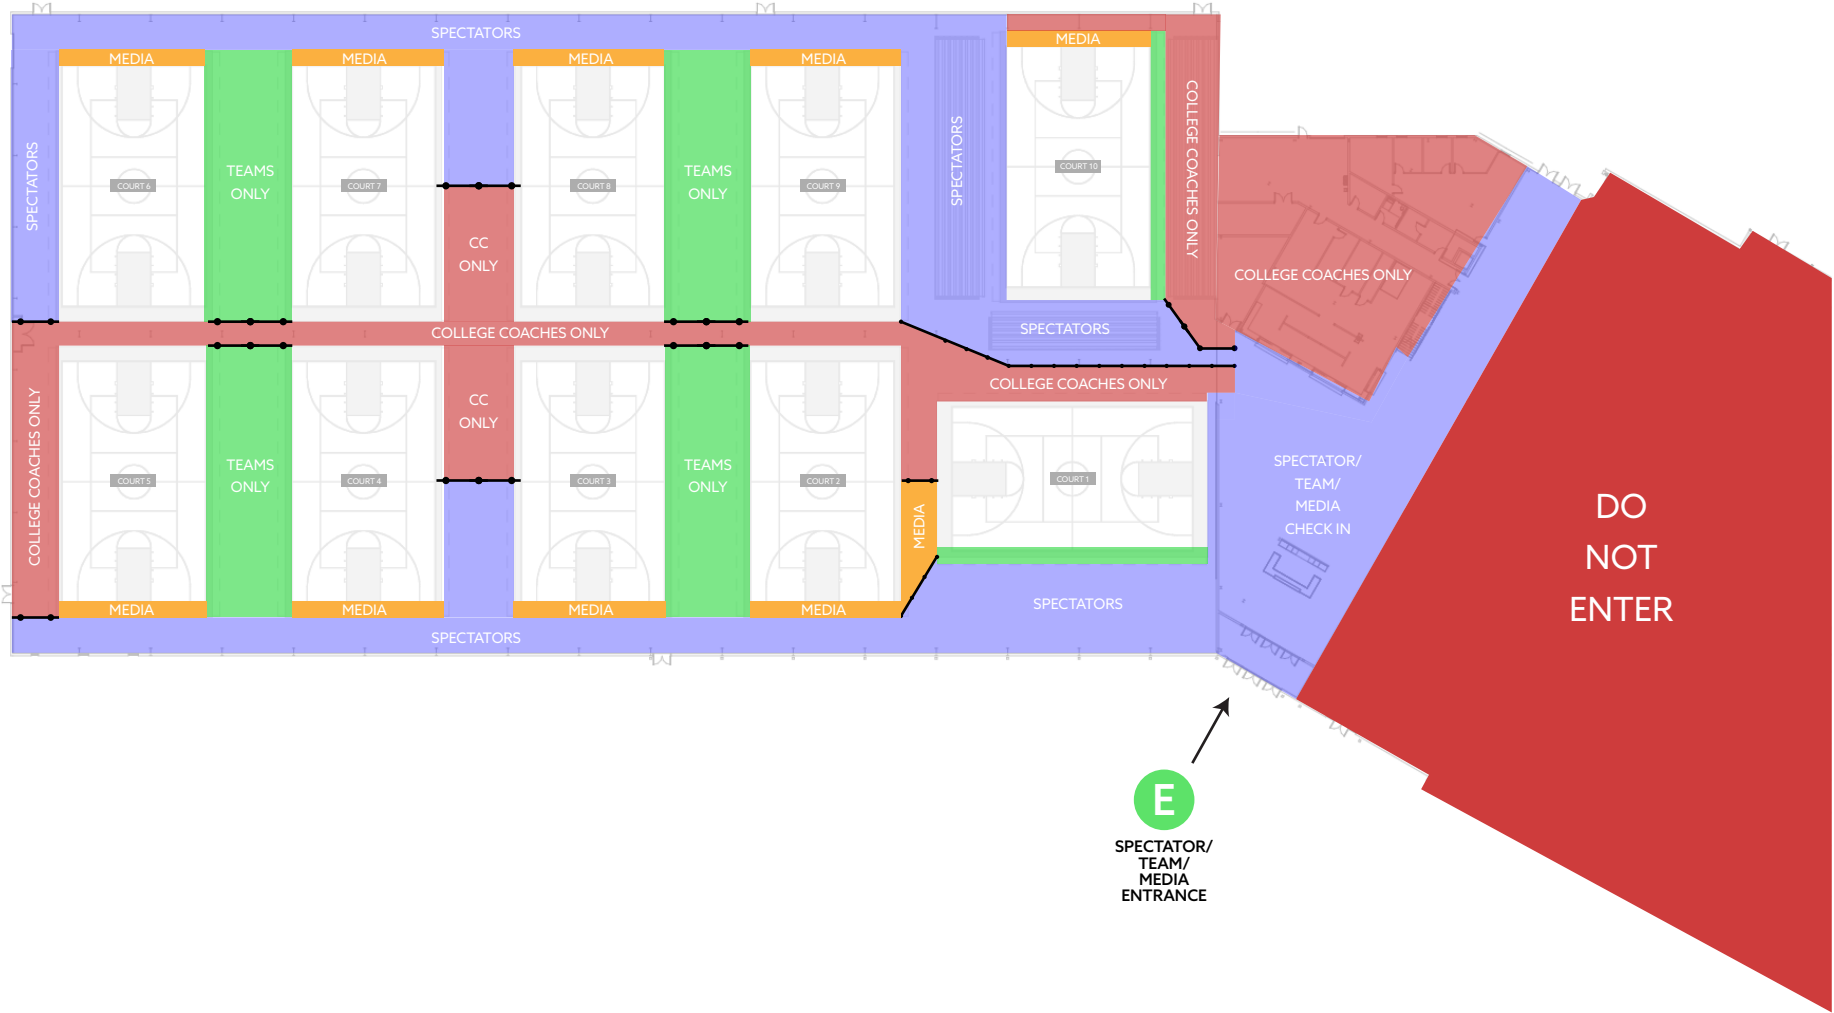 SPECTATORS
MEDIA
MEDIA
MEDIA
MEDIA
MEDIA
SPECTATORS
TEAMS
ONLY
TEAMS
ONLY
SPECTATORS
COLLEGE COACHES ONLY
COURT 6
COURT 7
COURT 8
COURT 9
COURT 10
CC
ONLY
COLLEGE COACHES ONLY
COLLEGE COACHES ONLY
SPECTATORS
COLLEGE COACHES ONLY
COLLEGE COACHES ONLY
CC
ONLY
TEAMS
ONLY
TEAMS
ONLY
COURT 5
COURT 4
COURT 3
COURT 2
COURT 1
MEDIA
SPECTATOR/
TEAM/
MEDIA
CHECK IN
DO
NOT
ENTER
MEDIA
MEDIA
MEDIA
MEDIA
SPECTATORS
SPECTATORS
E
SPECTATOR/
TEAM/
MEDIA
ENTRANCE